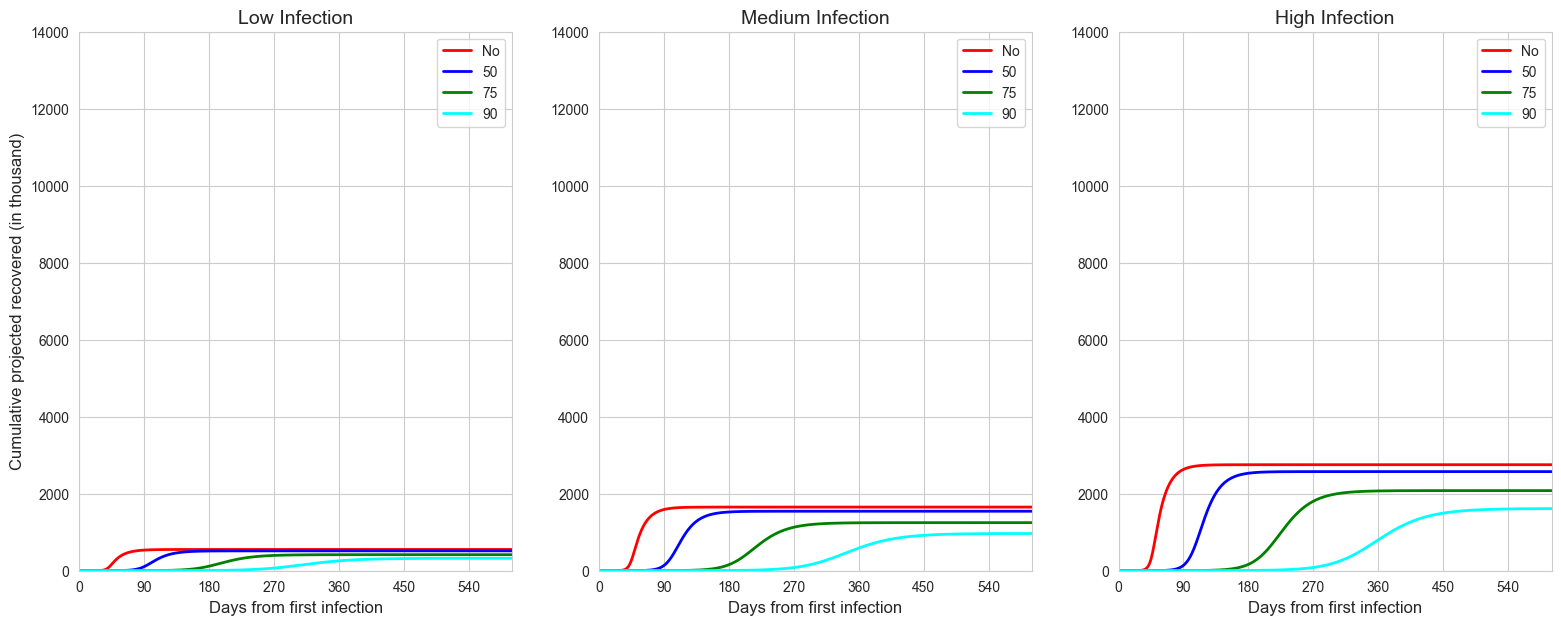 Low Infection
Cumulative projected recovered (in thousand)
14000
12000
10000
8000
6000
4000
2000
0
0 90 180 270 360 450 540
Days from first infection
No
50
75
90
Medium Infection
14000
12000
10000
8000
6000
4000
2000
0
0 90 180 270 360 450 540
Days from first infection
No
50
75
90
High Infection
14000
12000
10000
8000
6000
4000
2000
0
0 90 180 270 360 450 540
Days from first infection
No
50
75
90